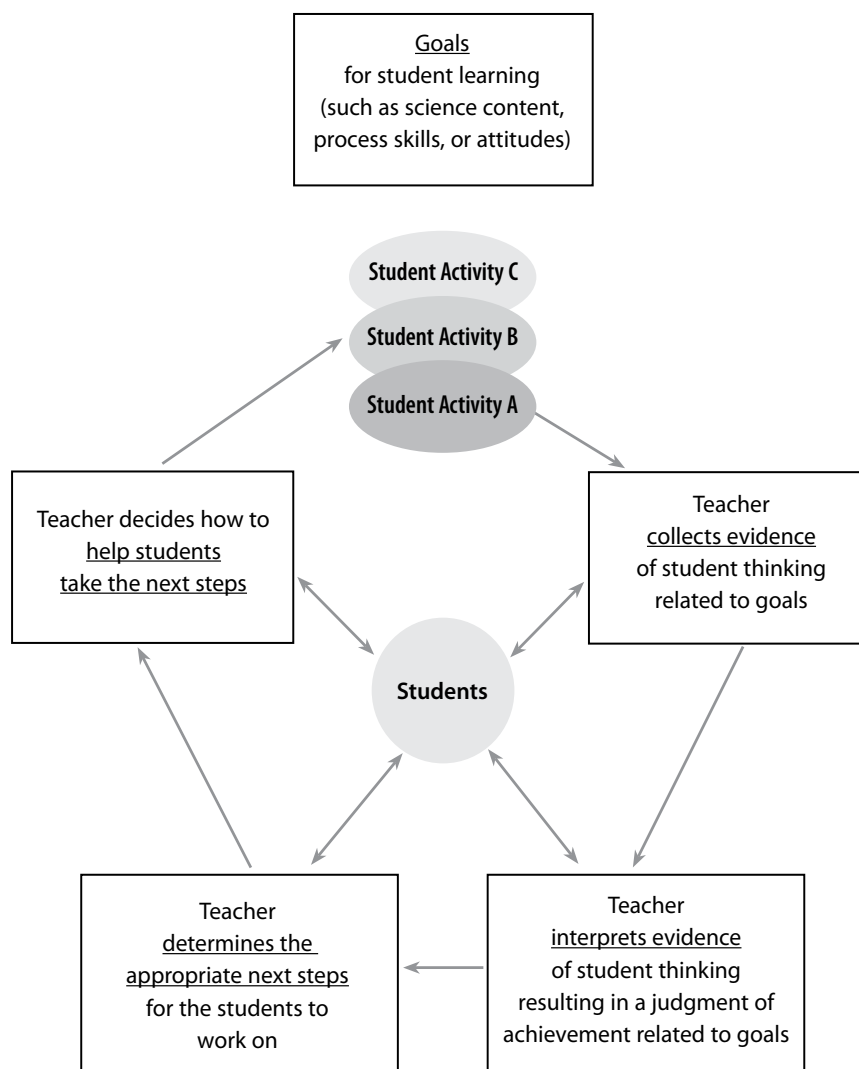 Goals
for student learning
(such as science content,
process skills, or attitudes)
Student Activity C
Student Activity B
Student Activity A
Teacher decides how to
help students
take the next steps
Teacher
collects evidence
of student thinking
related to goals
Students
Teacher
determines the
appropriate next steps
for the students to
work on
Teacher
interprets evidence
of student thinking
resulting in a judgment of
achievement related to goals